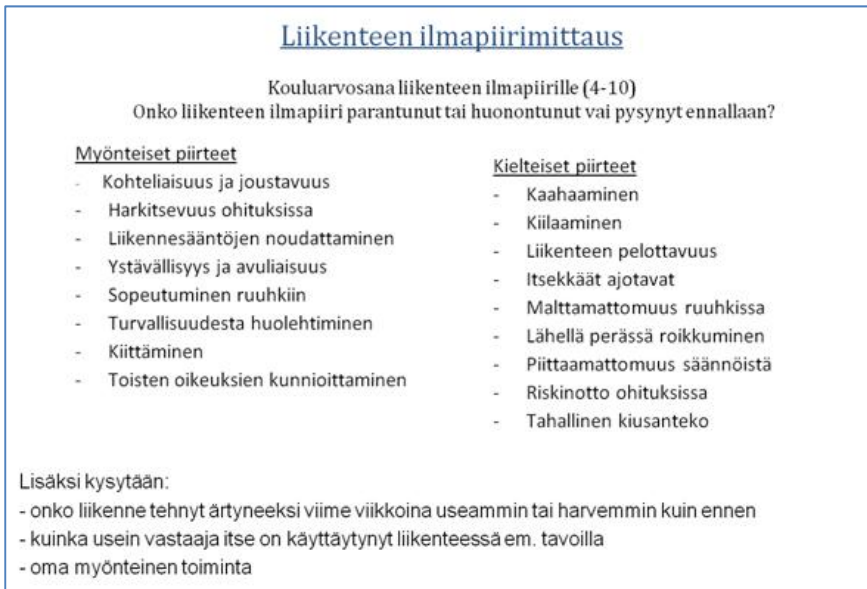 Liikenteen ilmapiirimittaus
Kouluarvosana liikenteen ilmapiirille (4-10)
Onko liikenteen ilmapiiri parantunut tai huonontunut vai pysynyt ennallaan?
Myönteiset piirteet
- Kohteliaisuus ja joustavuus
- Harkitsevuus ohituksissa
- Liikennesääntöjen noudattaminen
- Ystävällisyys ja avuliaisuus
- Sopeutuminen ruuhkiin
- Turvallisuudesta huolehtiminen
- Kiittäminen
- Toisten oikeuksien kunnioittaminen
Kielteiset piirteet
- Kaahaaminen
- Kiilaaminen
- Liikenteen pelottavuus
- Itsekkäät ajotavat
- Malttamattomuus ruuhkissa
- Lähellä perässä roikkuminen
- Piittaamattomuus säännöistä
- Riskinotto ohituksissa
- Tahallinen kiusanteko
Lisäksi kysytään:
- onko liikenne tehnyt ärtyneeksi viime viikkoina useammin tai harvemmin kuin ennen
- kuinka usein vastaaja itse on käyttäytynyt liikenteessä em. tavoilla
- oma myönteinen toiminta